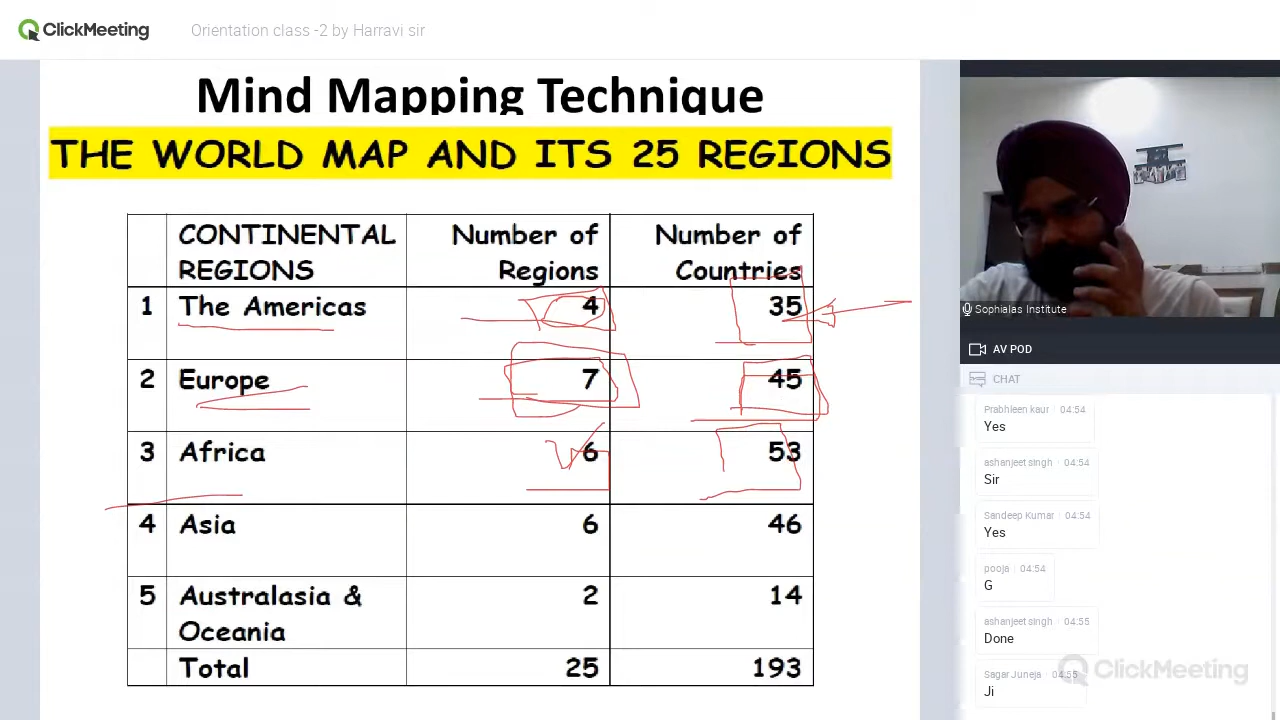 ClickMeeting
Orientation class -2 by Harravi sir
Mind Mapping Technique
THE WORLD MAP AND ITS 25 REGIONS
CONTINENTAL REGIONS Number of Regions Number of Countries
1 The Americas 4 35
2 Europe 7 45
3 Africa 6 53
4 Asia 6 46
5 Australasia & Oceania 2 14
Total 25 193
Sophialas Institute
AV POD
CHAT
Prabhleen kaur 04:54
Yes
ashanjeet singh 04:54
Sir
Sandeep Kumar 04:54
Yes
pooja 04:54
G
ashanjeet singh 04:55
Done
Sagar Juneja 04:55
Ji
ClickMeeting